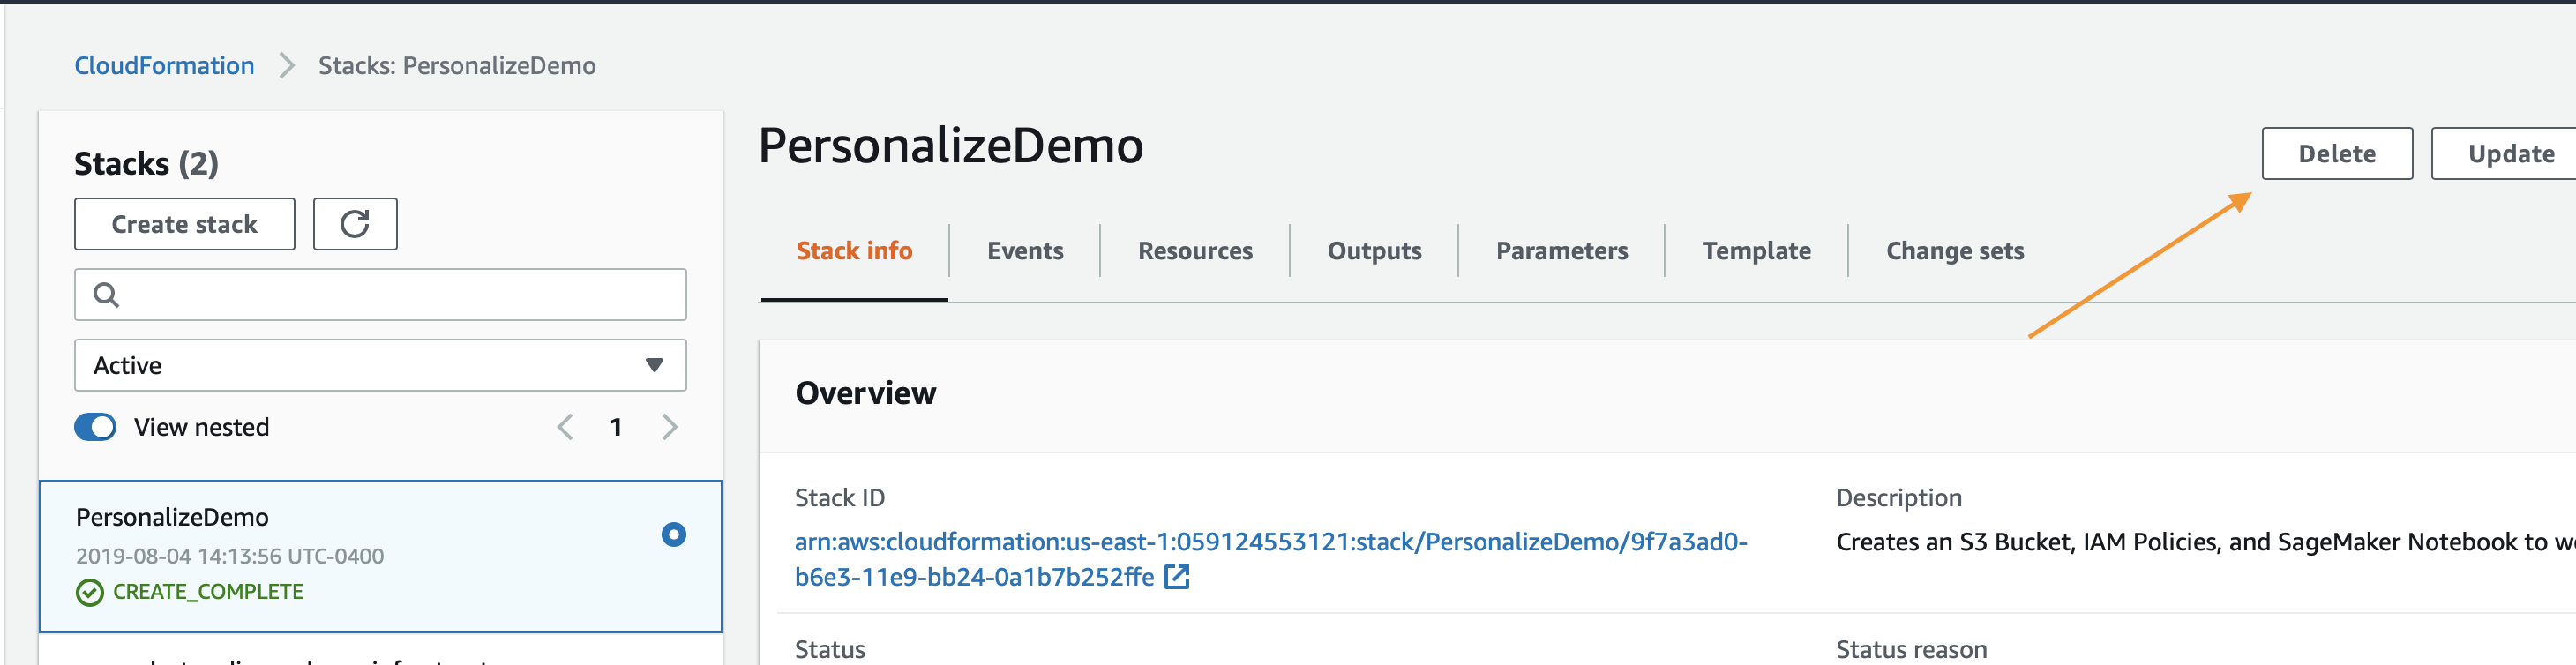 CloudFormation
Stacks: PersonalizeDemo
Stacks (2)
Create stack
Active
View nested
1
PersonalizeDemo
2019-08-04 14:13:56 UTC-0400
CREATE_COMPLETE
PersonalizeDemo
Delete
Update
Stack info
Events
Resources
Outputs
Parameters
Template
Change sets
Overview
Stack ID
arn:aws:cloudformation:us-east-1:059124553121:stack/PersonalizeDemo/9f7a3ad0-
b6e3-11e9-bb24-0a1b7b252ffe
Description
Creates an S3 Bucket, IAM Policies, and SageMaker Notebook to
Status
Status reason